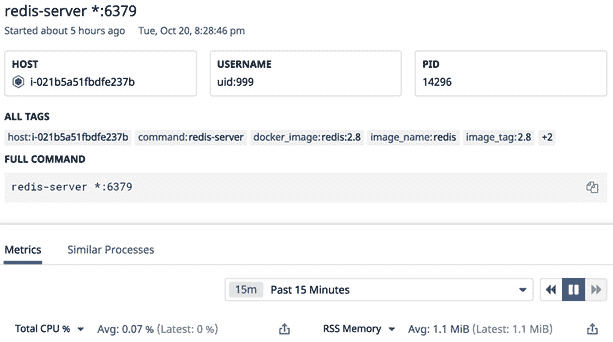 redis-server *:6379
Started about 5 hours ago Tue, Oct 20, 8:28:46 pm
HOST USERNAME PID
i-021b5a51fbdfe237b uid:999 14296
ALL TAGS
host:i-021b5a51fbdfe237b command:redis-server docker_image:redis:2.8 image_name:redis image_tag:2.8 +2
FULL COMMAND
redis-server *:6379
Metrics Similar Processes
15m Past 15 Minutes
Total CPU % Avg: 0.07 % (Latest: 0 %) RSS Memory Avg: 1.1 MiB (Latest: 1.1 MiB)